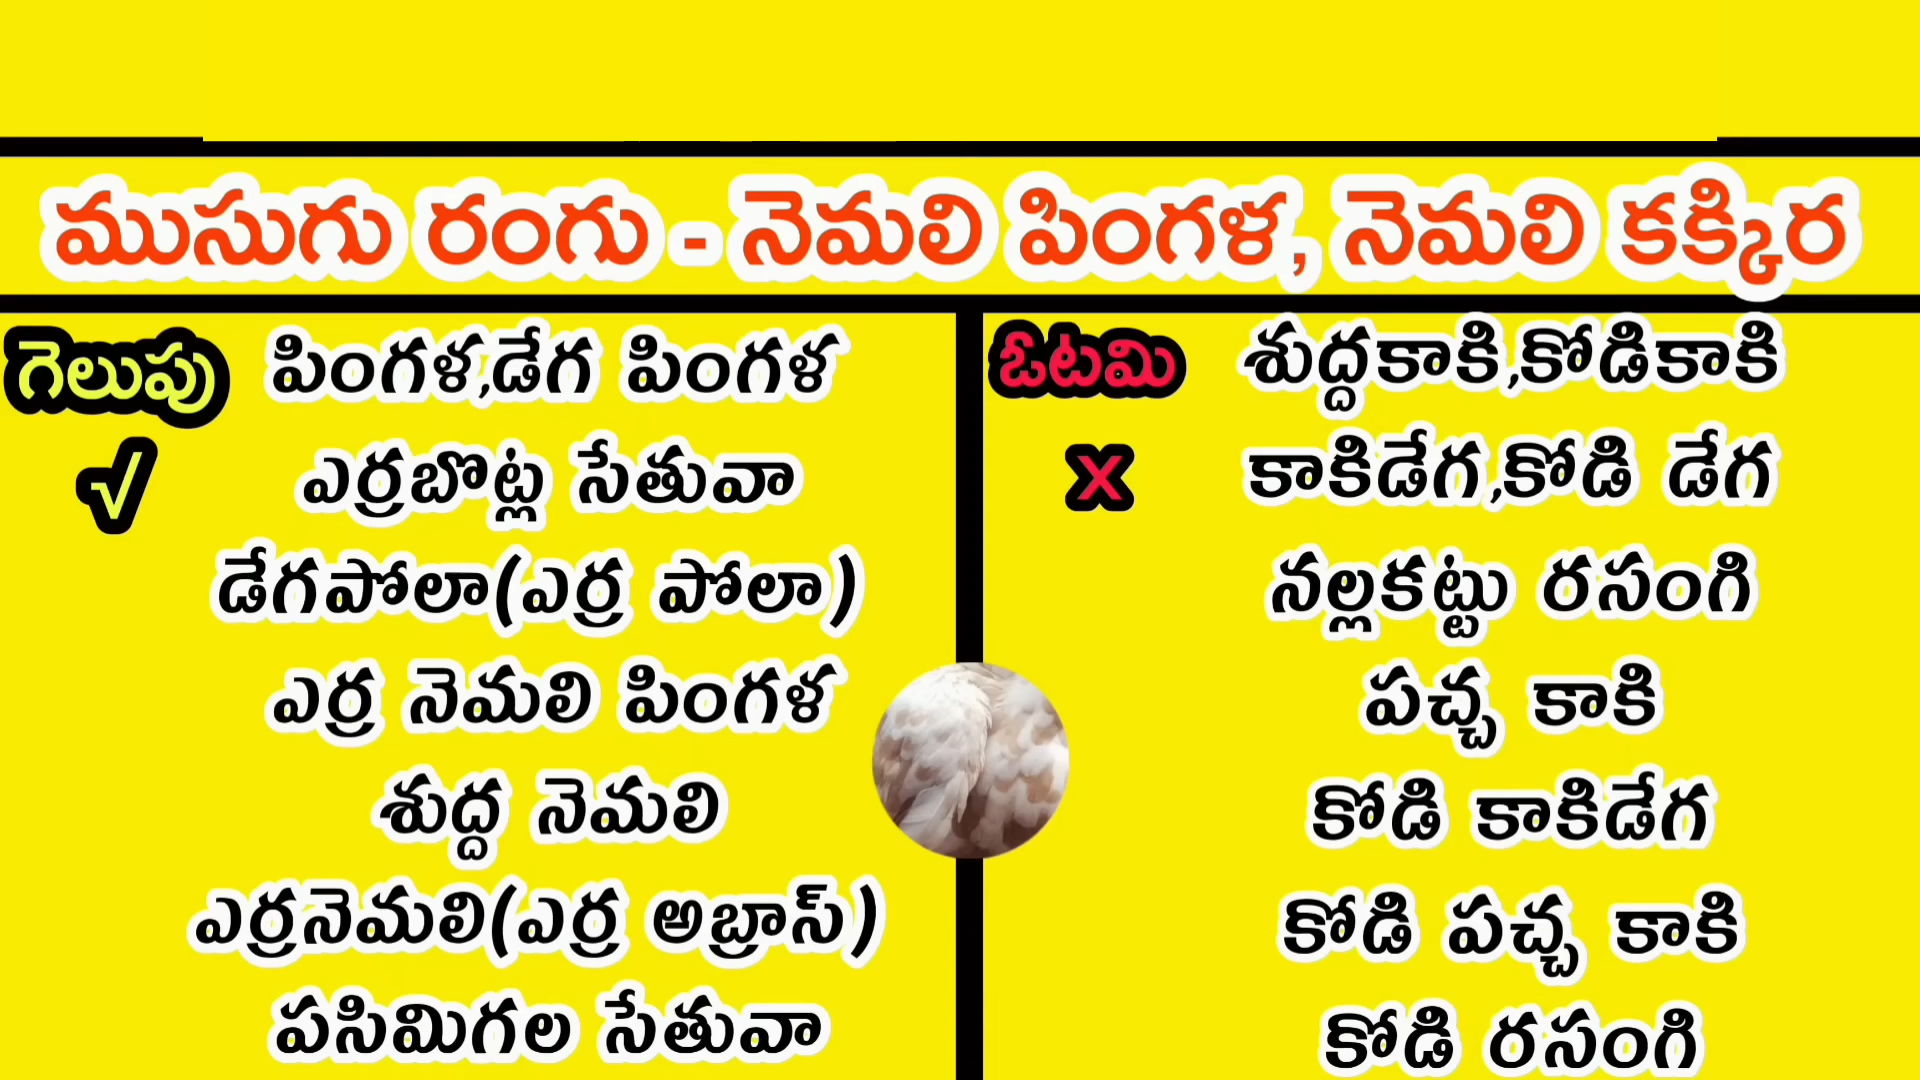 ముసుగు రంగు - నెమలి పింగళ, నెమలి కక్కిర
గెలుపు
√
పింగళ,డేగ పింగళ
ఎర్రబొట్ల సేతువా
డేగపోలా(ఎర్ర పోలా)
ఎర్ర నెమలి పింగళ
శుద్ద నెమలి
ఎర్రనెమలి(ఎర్ర అబ్రాస్)
పసిమిగల సేతువా
ఓటమి
x
శుద్దకాకి,కోడికాకి
కాకిడేగ,కోడి డేగ
నల్లకట్టు రసంగి
పచ్చ కాకి
కోడి కాకిడేగ
కోడి పచ్చ కాకి
కోడి రసంగి